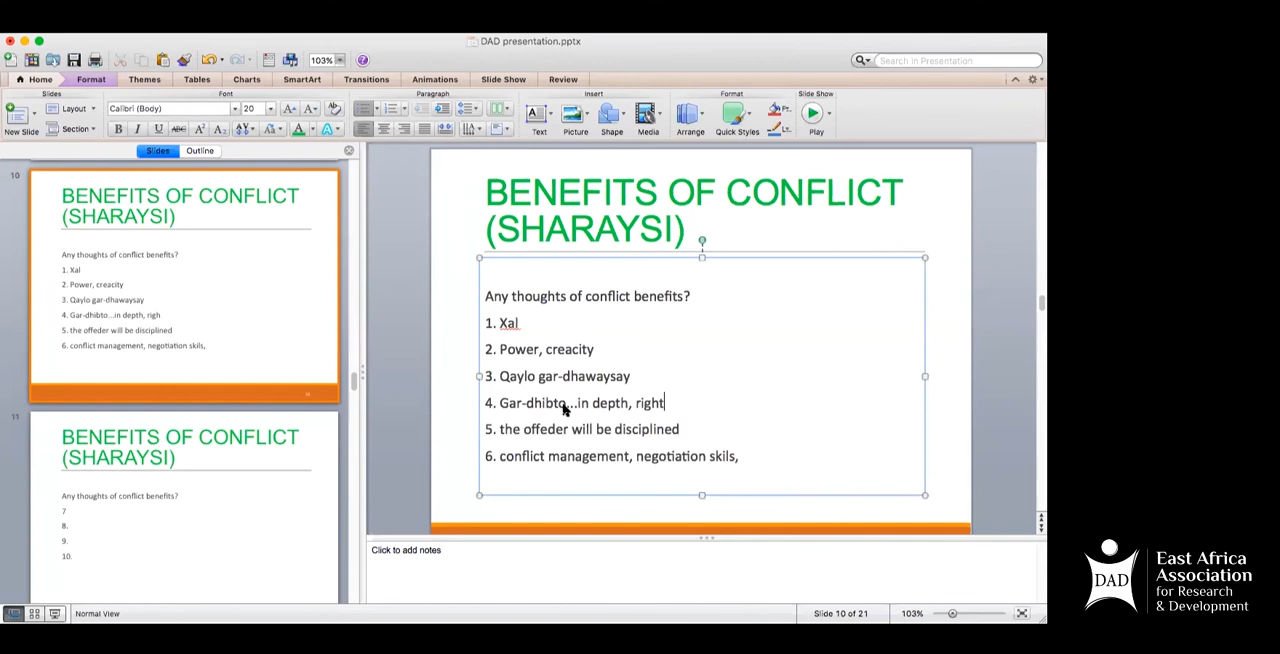 DAD presentation.pptx
103%
Search in Presentation
Home Format Themes Tables Charts SmartArt Transitions Animations Slide Show Review
Slides Font Paragraph Insert Format Slide Show
New Slide Layout Section
Calibri (Body) 20
B I U ABC A² A₂
Text Picture Shape Media Arrange Quick Styles Play
Slides Outline
10
BENEFITS OF CONFLICT
(SHARAYSI)
Any thoughts of conflict benefits?
1. Xal
2. Power, creacity
3. Qaylo gar-dhawaysay
4. Gar-dhibto...in depth, righ
5. the offeder will be disciplined
6. conflict management, negotiation skils,
11
BENEFITS OF CONFLICT
(SHARAYSI)
Any thoughts of conflict benefits?
7
8.
9.
10.
BENEFITS OF CONFLICT
(SHARAYSI)
Any thoughts of conflict benefits?
1. Xal
2. Power, creacity
3. Qaylo gar-dhawaysay
4. Gar-dhibto...in depth, right
5. the offeder will be disciplined
6. conflict management, negotiation skils,
Click to add notes
Normal View
Slide 10 of 21
103%
DAD
East Africa
Association
for Research
& Development